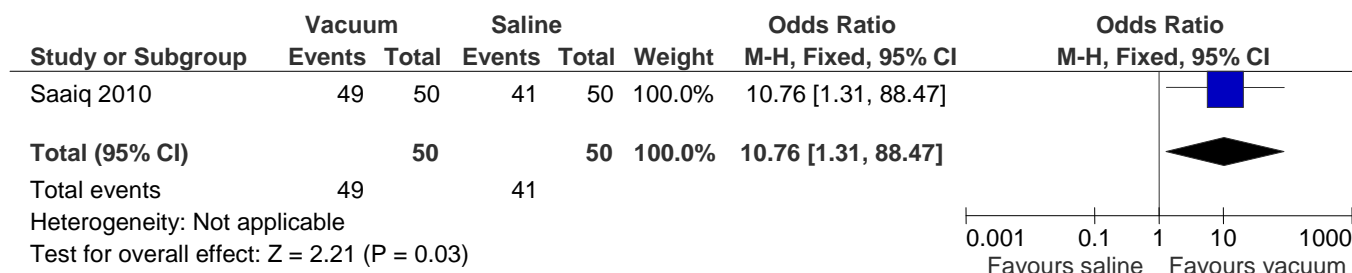 Vacuum Saline Odds Ratio Odds Ratio
Study or Subgroup Events Total Events Total Weight M-H, Fixed, 95% CI M-H, Fixed, 95% CI
Saaiq 2010 49 50 41 50 100.0% 10.76 [1.31, 88.47]
Total (95% CI) 50 50 100.0% 10.76 [1.31, 88.47]
Total events 49 41
Heterogeneity: Not applicable
Test for overall effect: Z = 2.21 (P = 0.03)
0.001 0.1 1 10 1000
Favours saline Favours vacuum